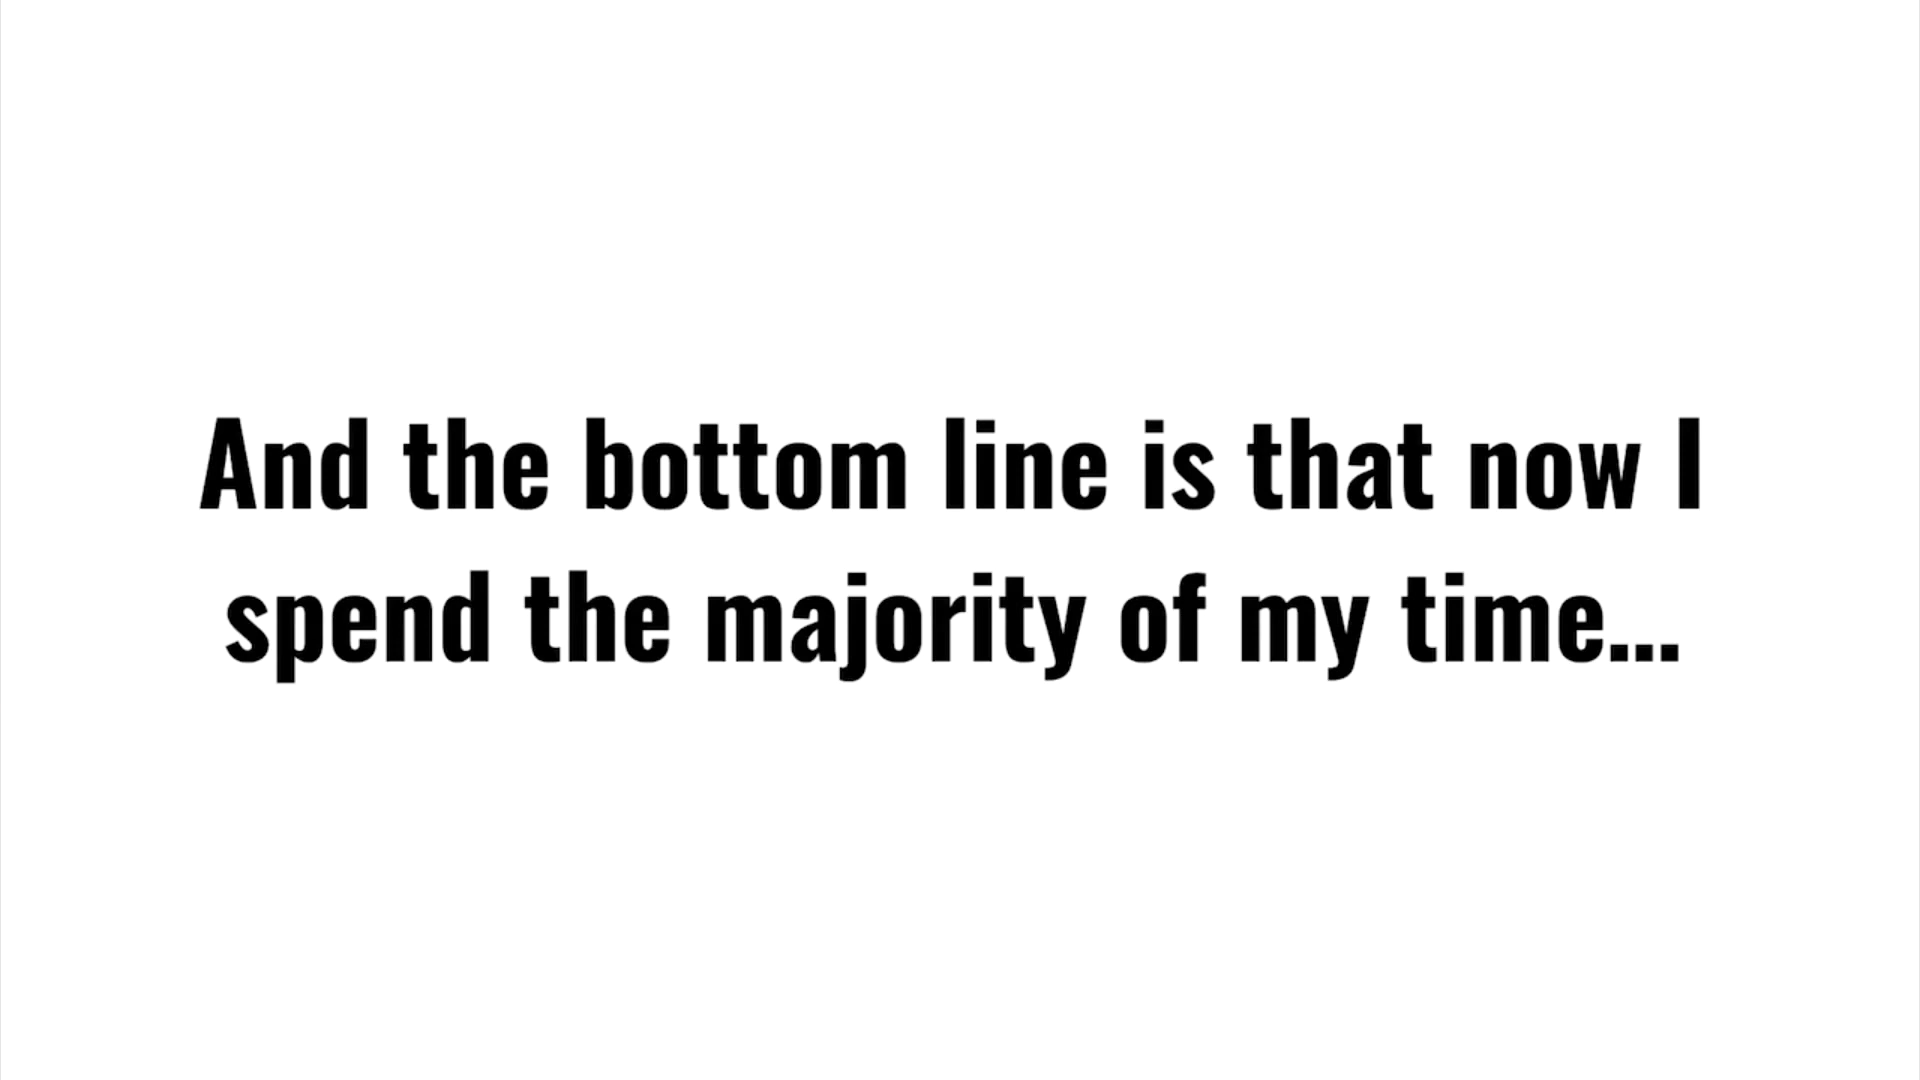 And the bottom line is that now I
spend the majority of my time...